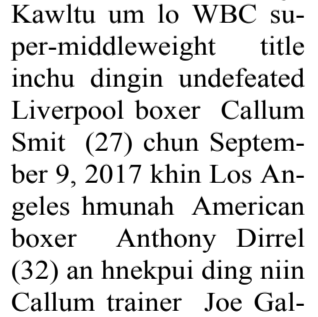 Kawltu um lo WBC su-
per-middleweight title
inchu dingin undefeated
Liverpool boxer Callum
Smit (27) chun Septem-
ber 9, 2017 khin Los An-
geles hmunah American
boxer Anthony Dirrel
(32) an hnekpui ding niin
Callum trainer Joe Gal-